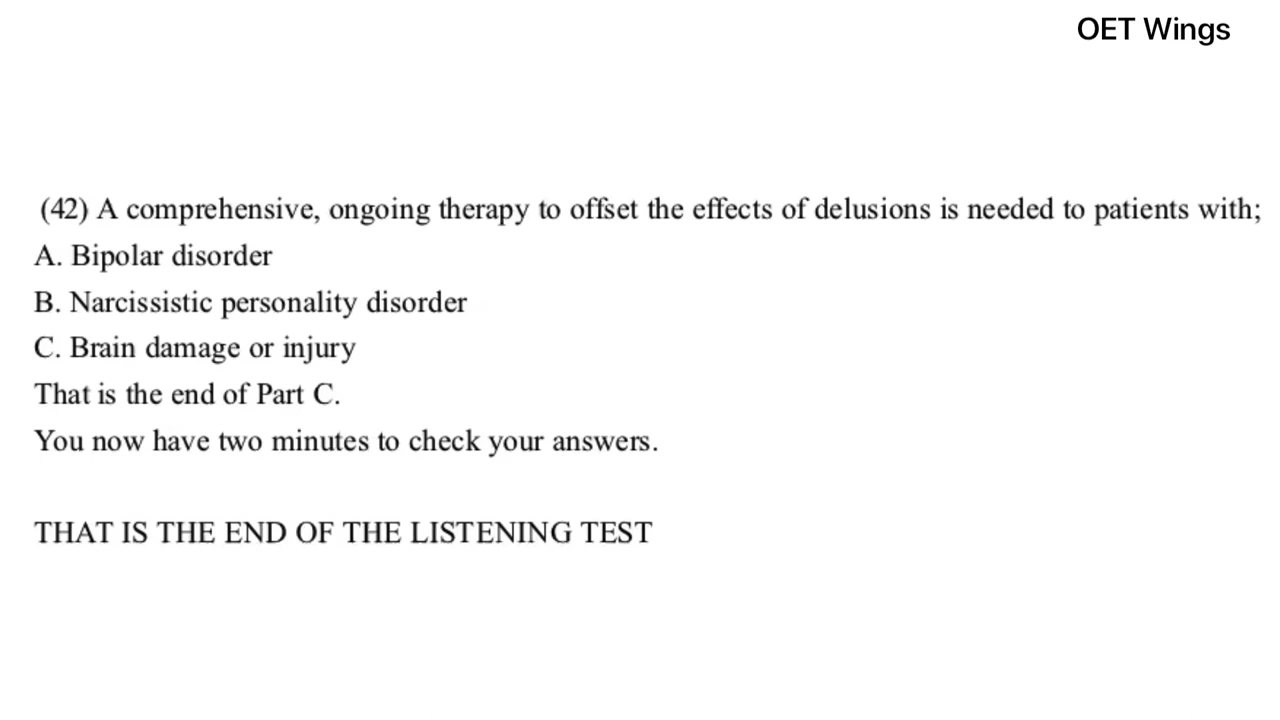 OET Wings
(42) A comprehensive, ongoing therapy to offset the effects of delusions is needed to patients with;
A. Bipolar disorder
B. Narcissistic personality disorder
C. Brain damage or injury
That is the end of Part C.
You now have two minutes to check your answers.
THAT IS THE END OF THE LISTENING TEST